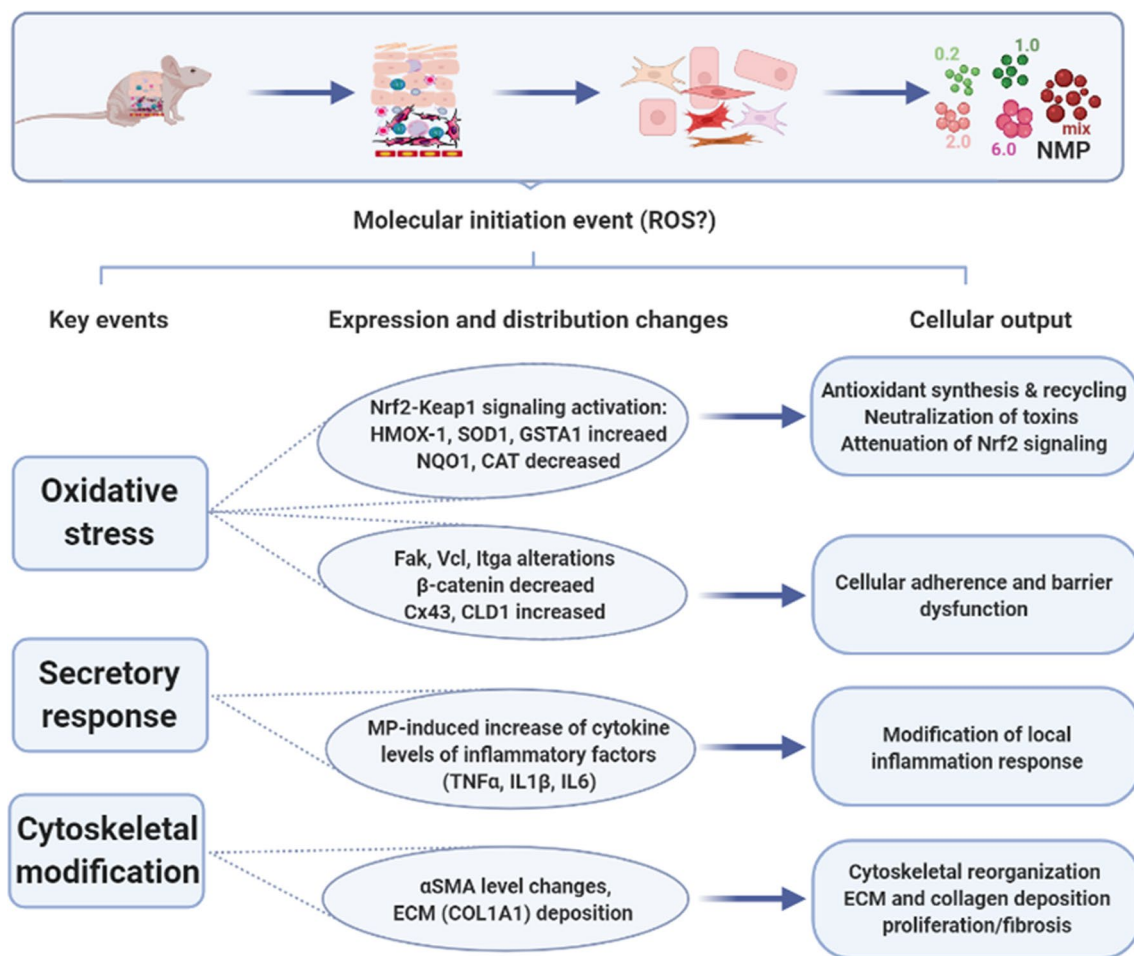 0.2
1.0
2.0
6.0
mix
NMP
Molecular initiation event (ROS?)
Key events
Expression and distribution changes
Cellular output
Oxidative
stress
Nrf2-Keap1 signaling activation:
HMOX-1, SOD1, GSTA1 increaed
NQO1, CAT decreased
Antioxidant synthesis & recycling
Neutralization of toxins
Attenuation of Nrf2 signaling
Fak, Vcl, Itga alterations
β-catenin decreaed
Cx43, CLD1 increased
Cellular adherence and barrier
dysfunction
Secretory
response
MP-induced increase of cytokine
levels of inflammatory factors
(TNFα, IL1β, IL6)
Modification of local
inflammation response
Cytoskeletal
modification
αSMA level changes,
ECM (COL1A1) deposition
Cytoskeletal reorganization
ECM and collagen deposition
proliferation/fibrosis